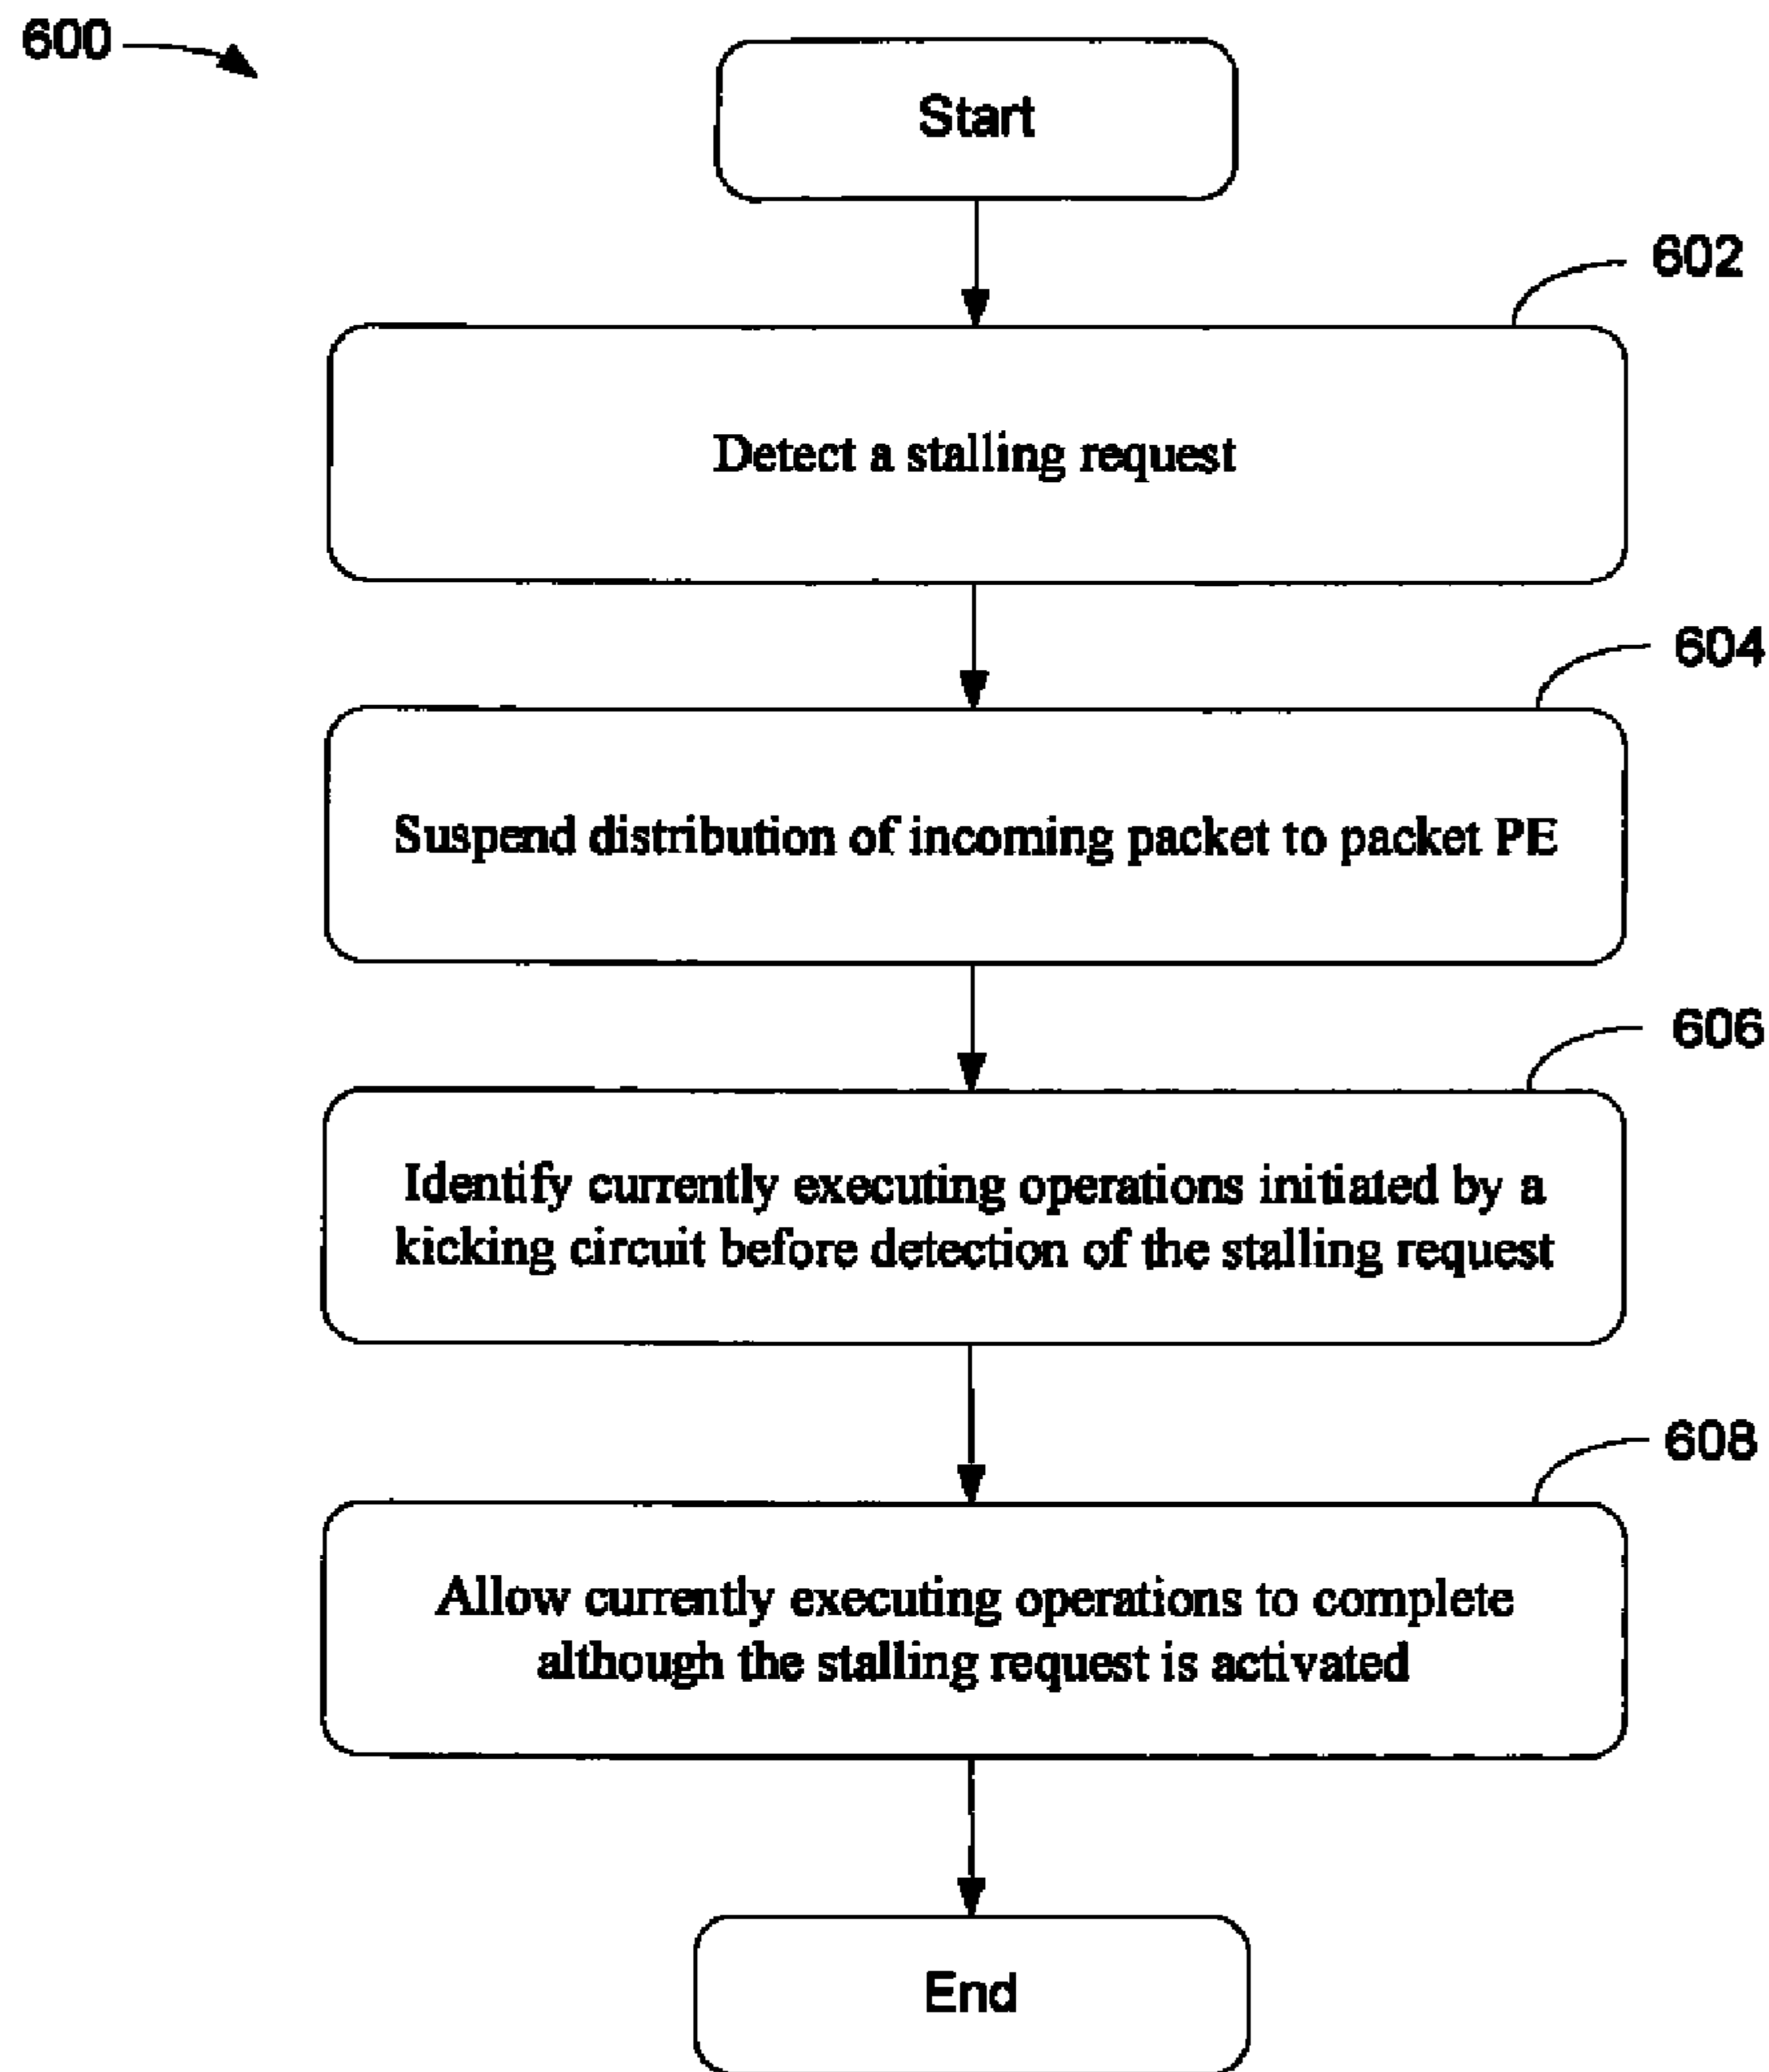 600
Start
602
Detect a stalling request
604
Suspend distribution of incoming packet to packet PE
606
Identify currently executing operations initiated by a
kicking circuit before detection of the stalling request
608
Allow currently executing operations to complete
although the stalling request is activated
End